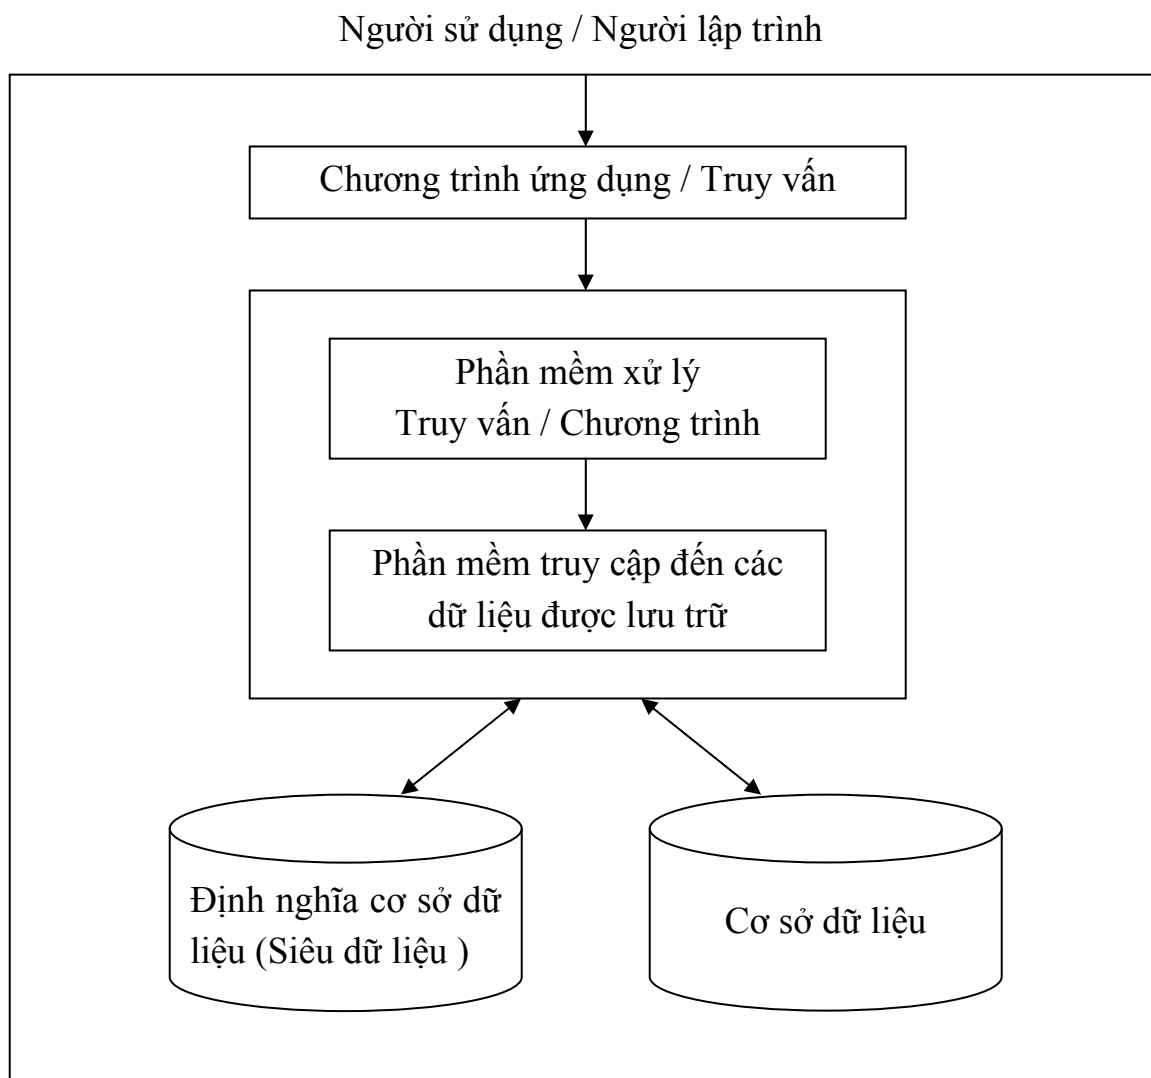 Người sử dụng / Người lập trình
Chương trình ứng dụng / Truy vấn
Phần mềm xử lý
Truy vấn / Chương trình
Phần mềm truy cập đến các
dữ liệu được lưu trữ
Định nghĩa cơ sở dữ
liệu (Siêu dữ liệu )
Cơ sở dữ liệu